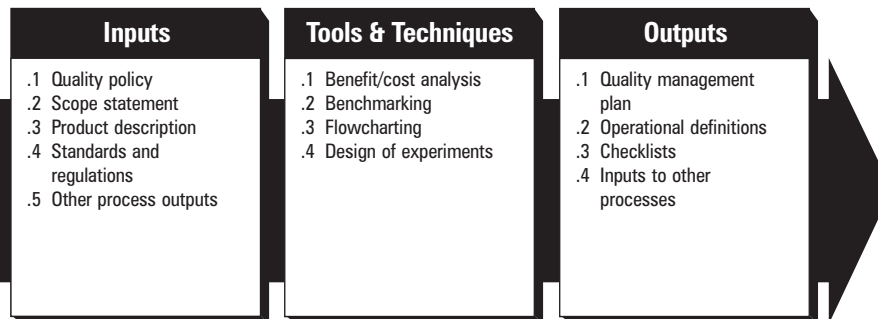 Inputs
.1 Quality policy
.2 Scope statement
.3 Product description
.4 Standards and
regulations
.5 Other process outputs
Tools & Techniques
.1 Benefit/cost analysis
.2 Benchmarking
.3 Flowcharting
.4 Design of experiments
Outputs
.1 Quality management
plan
.2 Operational definitions
.3 Checklists
.4 Inputs to other
processes